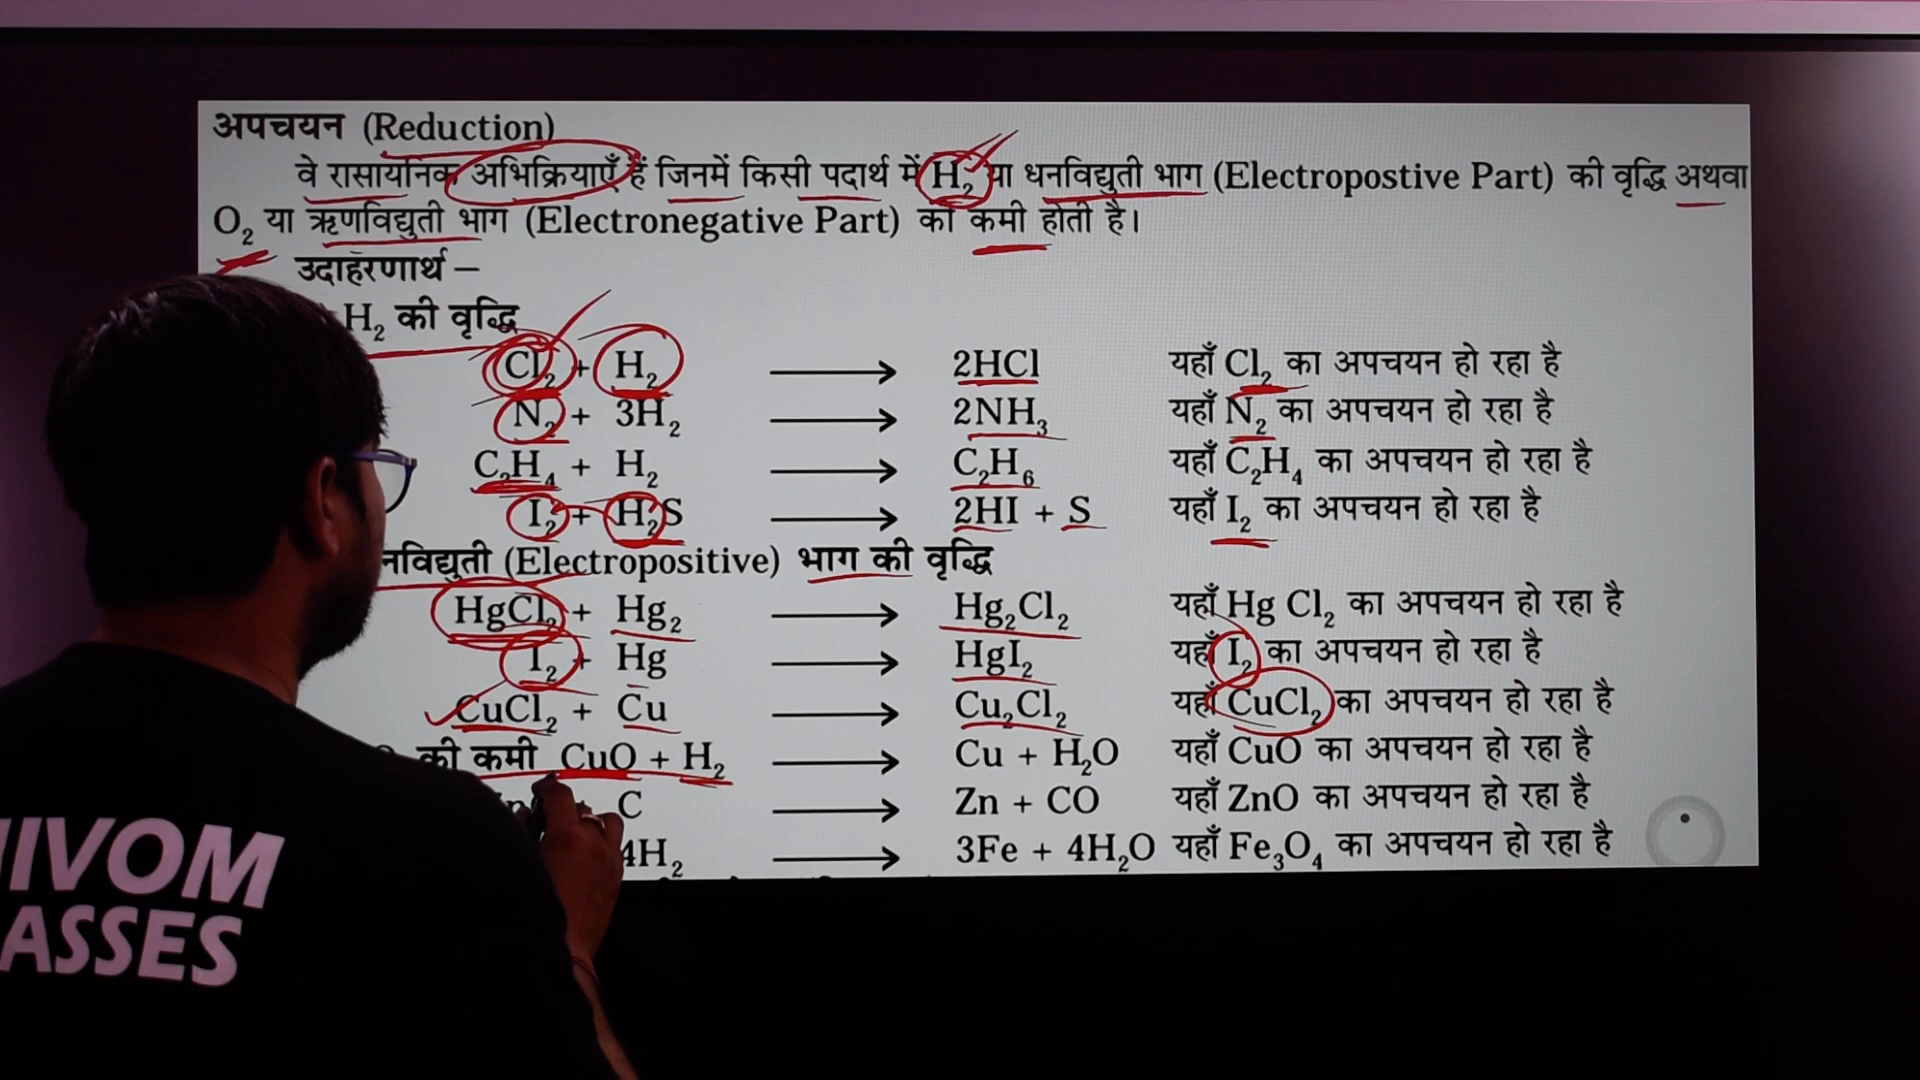 अपचयन (Reduction)
वे रासायनिक अभिक्रियाएँ हैं जिनमें किसी पदार्थ में H₂ या धनविद्युती भाग (Electropostive Part) की वृद्धि अथवा
O₂ या ऋणविद्युती भाग (Electronegative Part) की कमी होती है।
उदाहरणार्थ –
H₂ की वृद्धि
Cl₂ + H₂ ⟶ 2HCl यहाँ Cl₂ का अपचयन हो रहा है
N₂ + 3H₂ ⟶ 2NH₃ यहाँ N₂ का अपचयन हो रहा है
C₂H₄ + H₂ ⟶ C₂H₆ यहाँ C₂H₄ का अपचयन हो रहा है
I₂ + H₂S ⟶ 2HI + S यहाँ I₂ का अपचयन हो रहा है
नविद्युती (Electropositive) भाग की वृद्धि
HgCl₂ + Hg₂ ⟶ Hg₂Cl₂ यहाँ Hg Cl₂ का अपचयन हो रहा है
I₂ + Hg ⟶ HgI₂ यहाँ I₂ का अपचयन हो रहा है
CuCl₂ + Cu ⟶ Cu₂Cl₂ यहाँ CuCl₂ का अपचयन हो रहा है
की कमी CuO + H₂ ⟶ Cu + H₂O यहाँ CuO का अपचयन हो रहा है
C ⟶ Zn + CO यहाँ ZnO का अपचयन हो रहा है
4H₂ ⟶ 3Fe + 4H₂O यहाँ Fe₃O₄ का अपचयन हो रहा है
IVOM
ASSES